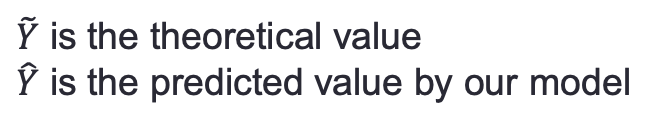 Ỹ is the theoretical value
Ŷ is the predicted value by our model